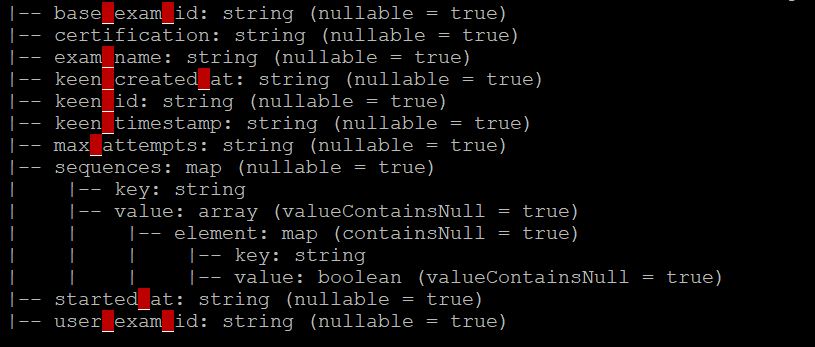 |-- base_exam_id: string (nullable = true)
|-- certification: string (nullable = true)
|-- exam_name: string (nullable = true)
|-- keen_created_at: string (nullable = true)
|-- keen_id: string (nullable = true)
|-- keen_timestamp: string (nullable = true)
|-- max_attempts: string (nullable = true)
|-- sequences: map (nullable = true)
|    |-- key: string
|    |-- value: array (valueContainsNull = true)
|    |    |-- element: map (containsNull = true)
|    |    |    |-- key: string
|    |    |    |-- value: boolean (valueContainsNull = true)
|-- started_at: string (nullable = true)
|-- user_exam_id: string (nullable = true)